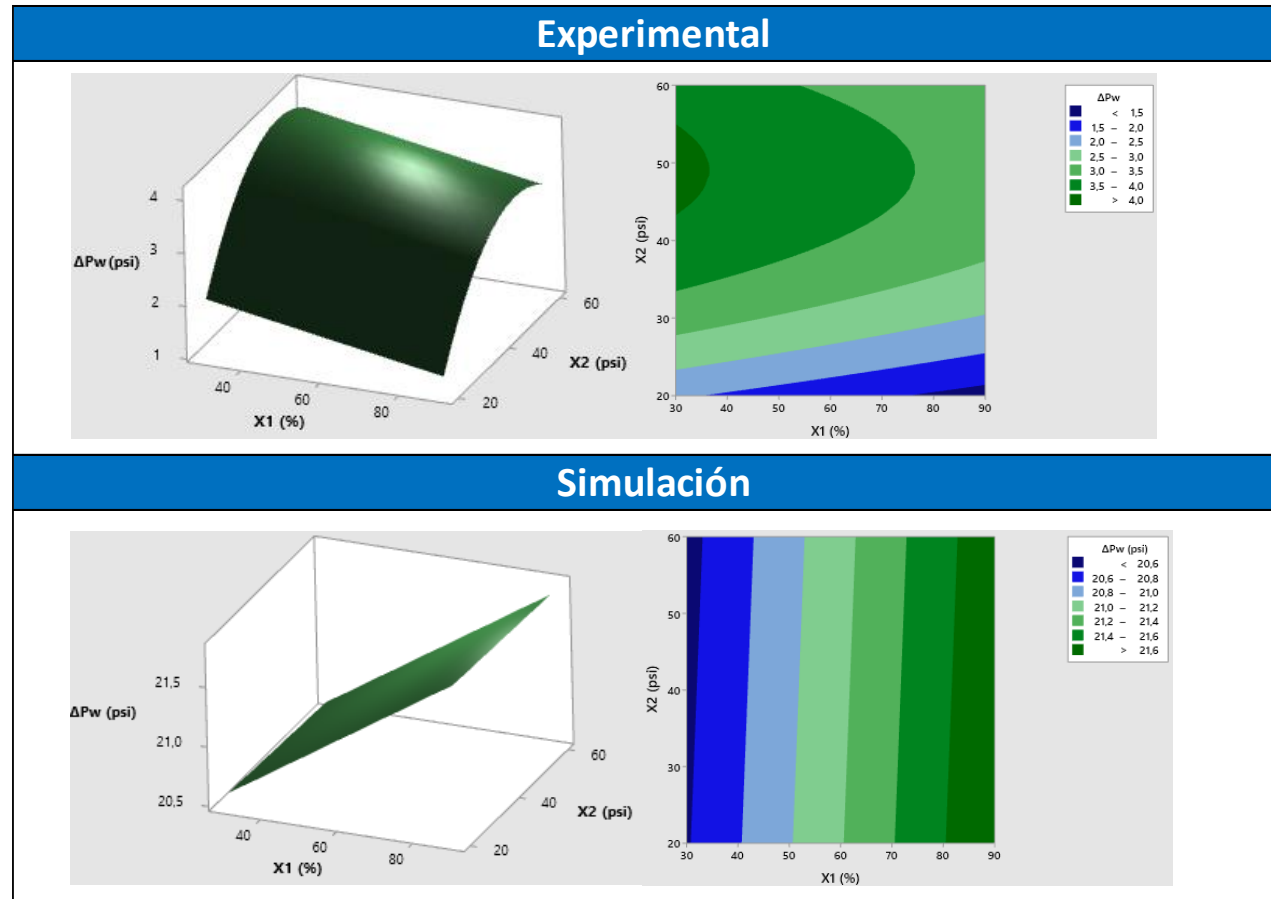 Experimental
4
3
2
1
ΔPw (psi)
40
60
80
X1 (%)
20
40
60
X2 (psi)
60
50
40
30
20
X2 (psi)
30 40 50 60 70 80 90
X1 (%)
ΔPw
< 1,5
1,5 – 2,0
2,0 – 2,5
2,5 – 3,0
3,0 – 3,5
3,5 – 4,0
> 4,0
Simulación
21,5
21,0
20,5
ΔPw (psi)
40
60
80
X1 (%)
20
40
60
X2 (psi)
60
50
40
30
20
X2 (psi)
30 40 50 60 70 80 90
X1 (%)
ΔPw (psi)
< 20,6
20,6 – 20,8
20,8 – 21,0
21,0 – 21,2
21,2 – 21,4
21,4 – 21,6
> 21,6